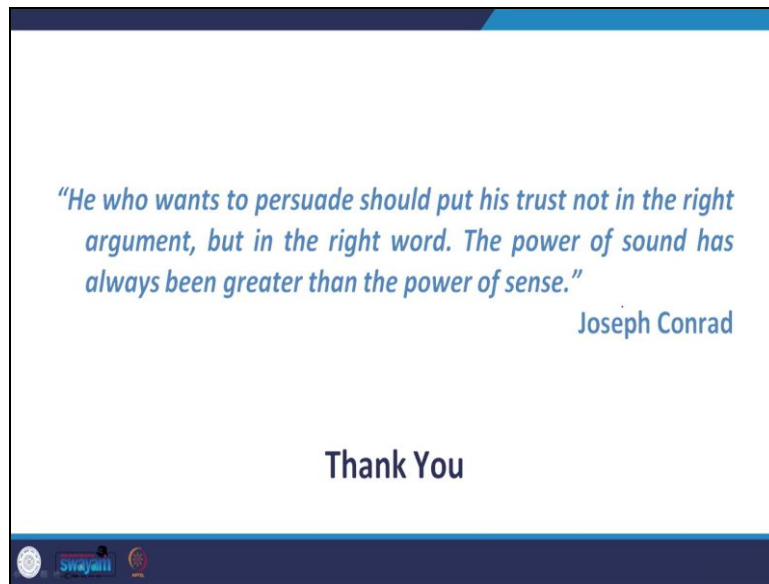 “He who wants to persuade should put his trust not in the right
argument, but in the right word. The power of sound has
always been greater than the power of sense.”
Joseph Conrad
Thank You
swayam